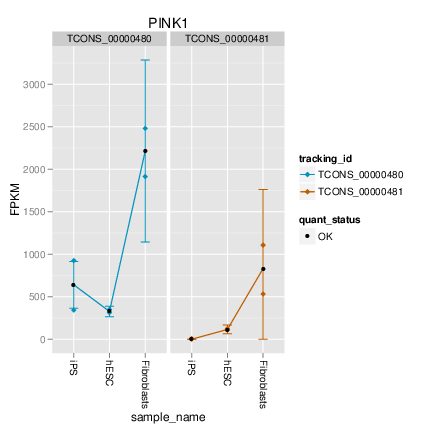 PINK1
TCONS_00000480
TCONS_00000481
FPKM
3000
2500
2000
1500
1000
500
0
iPS
hESC
Fibroblasts
iPS
hESC
Fibroblasts
sample_name
tracking_id
TCONS_00000480
TCONS_00000481
quant_status
OK